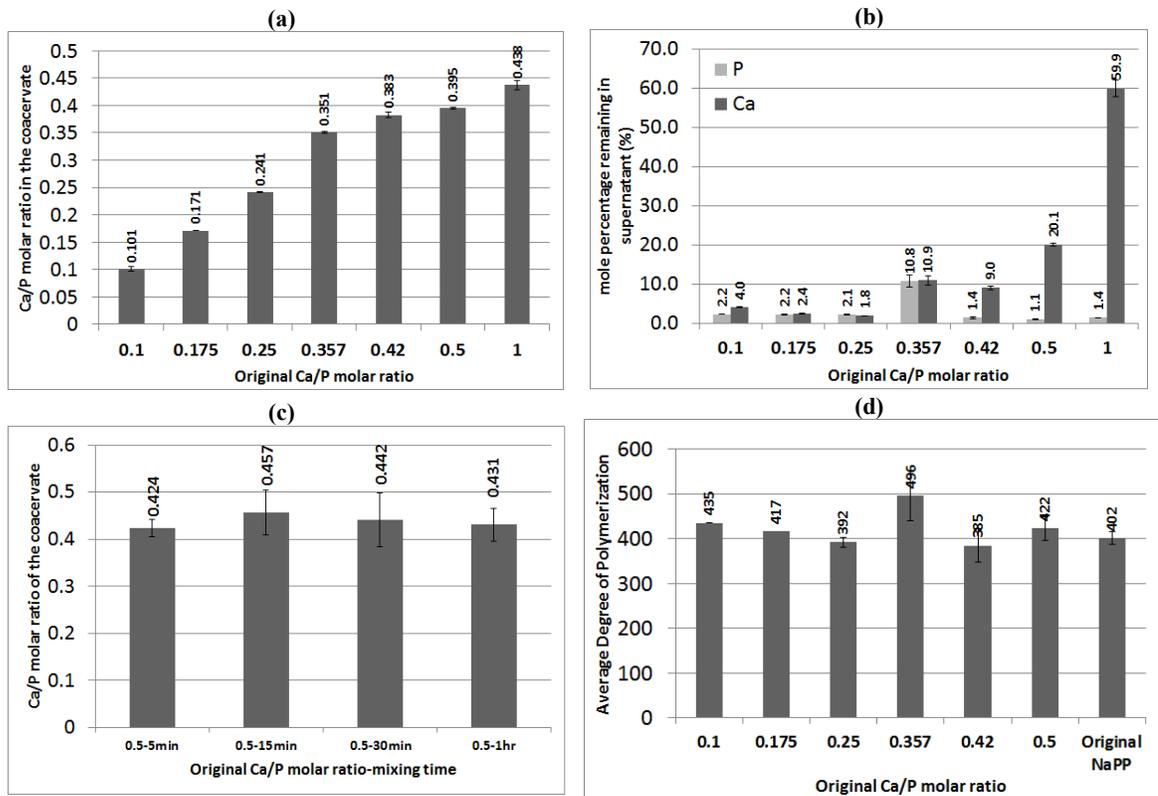 (a)
Ca/P molar ratio in the coacervate
0.5
0.45
0.4
0.35
0.3
0.25
0.2
0.15
0.1
0.05
0
0.101
0.171
0.241
0.351
0.383
0.395
0.438
0.1 0.175 0.25 0.357 0.42 0.5 1
Original Ca/P molar ratio
(b)
mole percentage remaining in
supernatant (%)
70.0
60.0
50.0
40.0
30.0
20.0
10.0
0.0
P
Ca
2.2 4.0
2.2 2.4
2.1 1.8
10.8 10.9
1.4 9.0
1.1 20.1
1.4 59.9
0.1 0.175 0.25 0.357 0.42 0.5 1
Original Ca/P molar ratio
(c)
Ca/P molar ratio of the coacervate
0.6
0.5
0.4
0.3
0.2
0.1
0
0.424
0.457
0.442
0.431
0.5-5min 0.5-15min 0.5-30min 0.5-1hr
Original Ca/P molar ratio-mixing time
(d)
Average Degree of Polymerization
600
500
400
300
200
100
0
435
417
392
496
385
422
402
0.1 0.175 0.25 0.357 0.42 0.5 Original
NaPP
Original Ca/P molar ratio